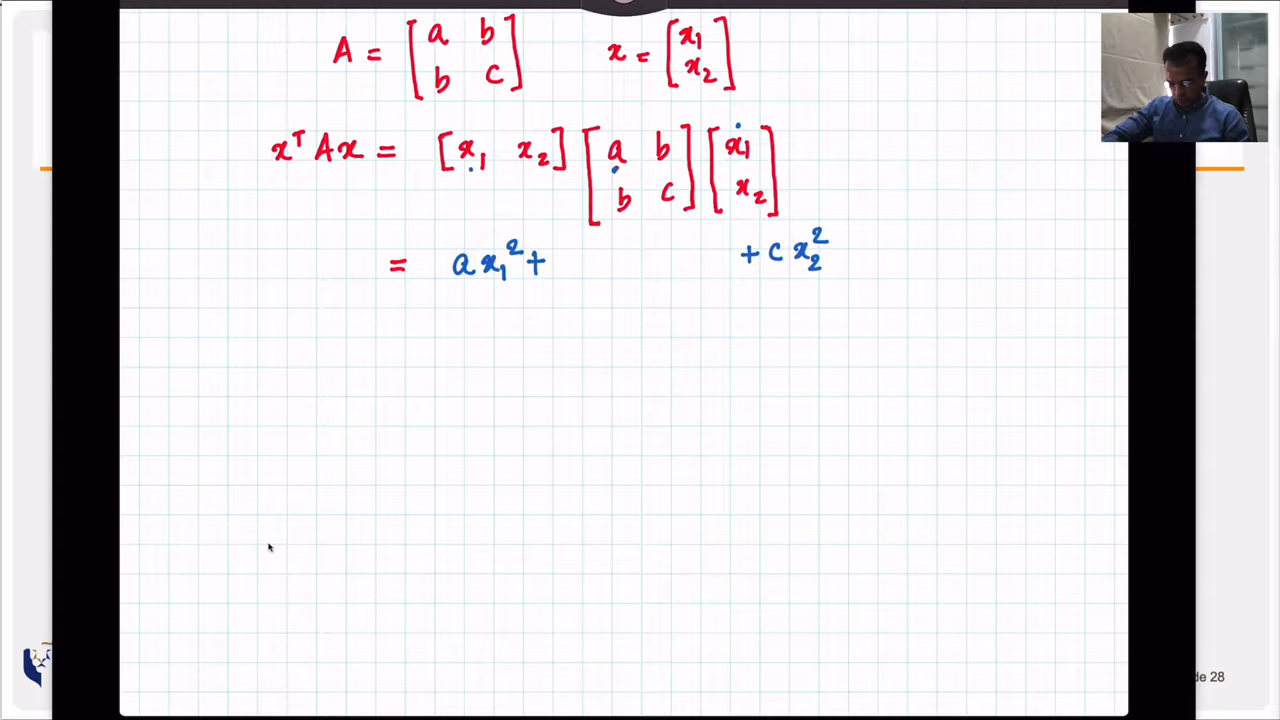 A = [a b; b c] x = [x₁; x₂]
xᵀAx = [x₁ x₂] [a b; b c] [x₁; x₂]
= ax₁² + + cx₂²
de 28